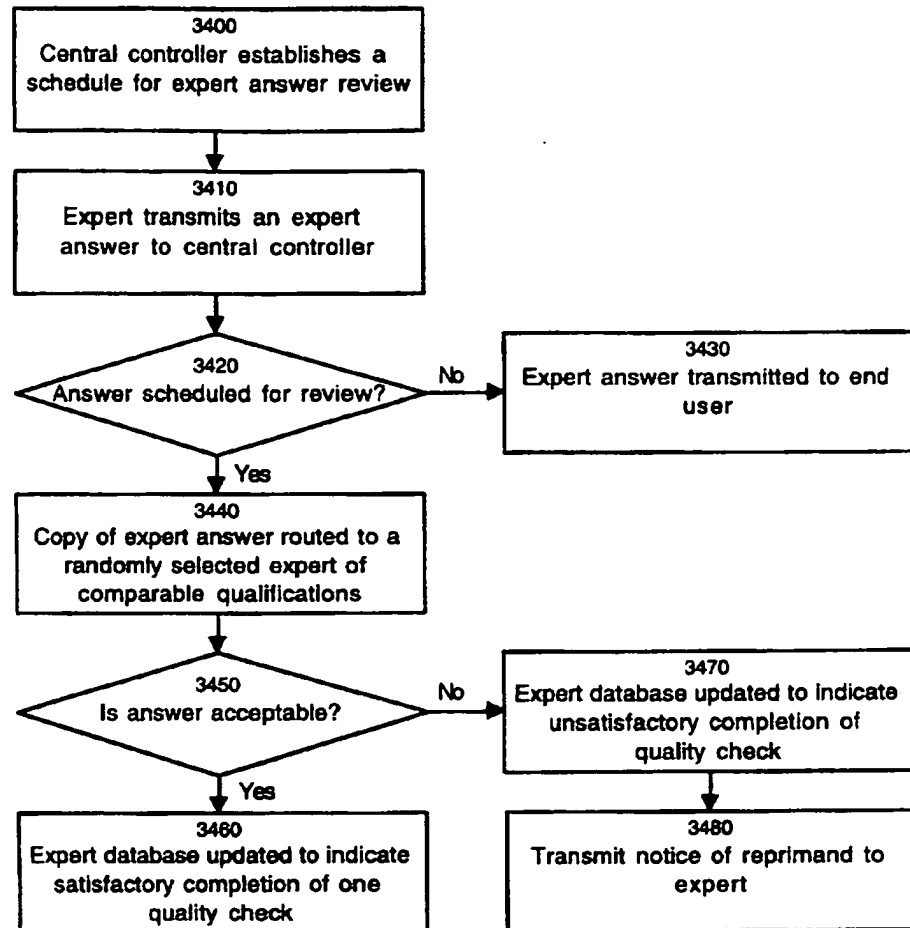 3400
Central controller establishes a
schedule for expert answer review
3410
Expert transmits an expert
answer to central controller
3420
Answer scheduled for review?
No
3430
Expert answer transmitted to end
user
Yes
3440
Copy of expert answer routed to a
randomly selected expert of
comparable qualifications
3450
Is answer acceptable?
No
3470
Expert database updated to indicate
unsatisfactory completion of
quality check
Yes
3460
Expert database updated to indicate
satisfactory completion of one
quality check
3480
Transmit notice of reprimand to
expert